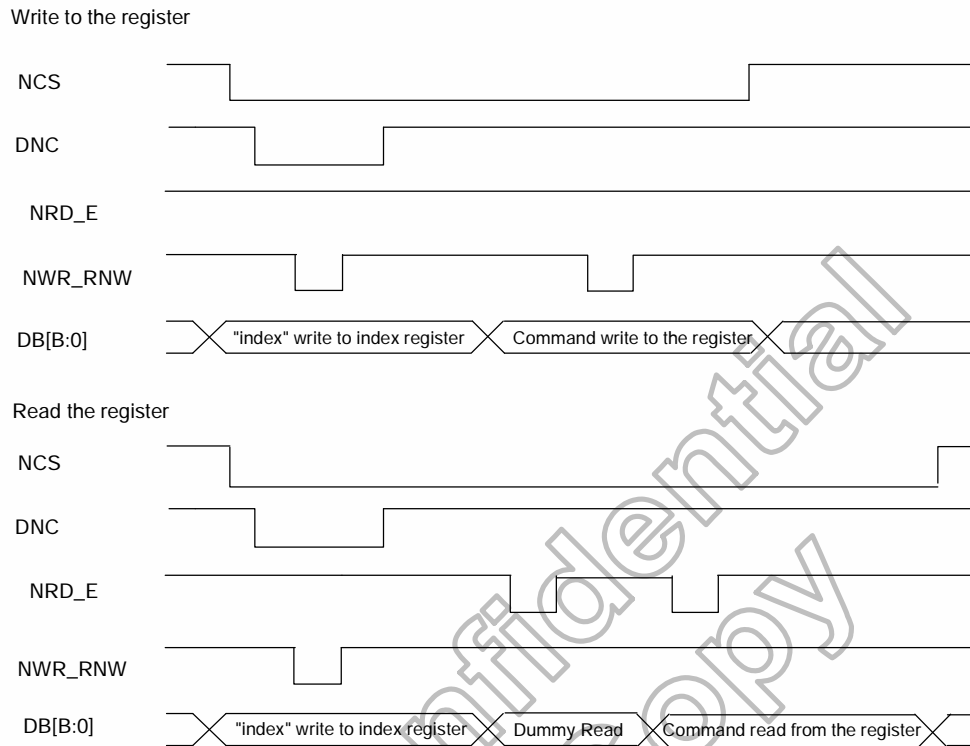 Write to the register
NCS
DNC
NRD_E
NWR_RNW
DB[B:0] "index" write to index register Command write to the register
Read the register
NCS
DNC
NRD_E
NWR_RNW
DB[B:0] "index" write to index register Dummy Read Command read from the register
nfidential
opy